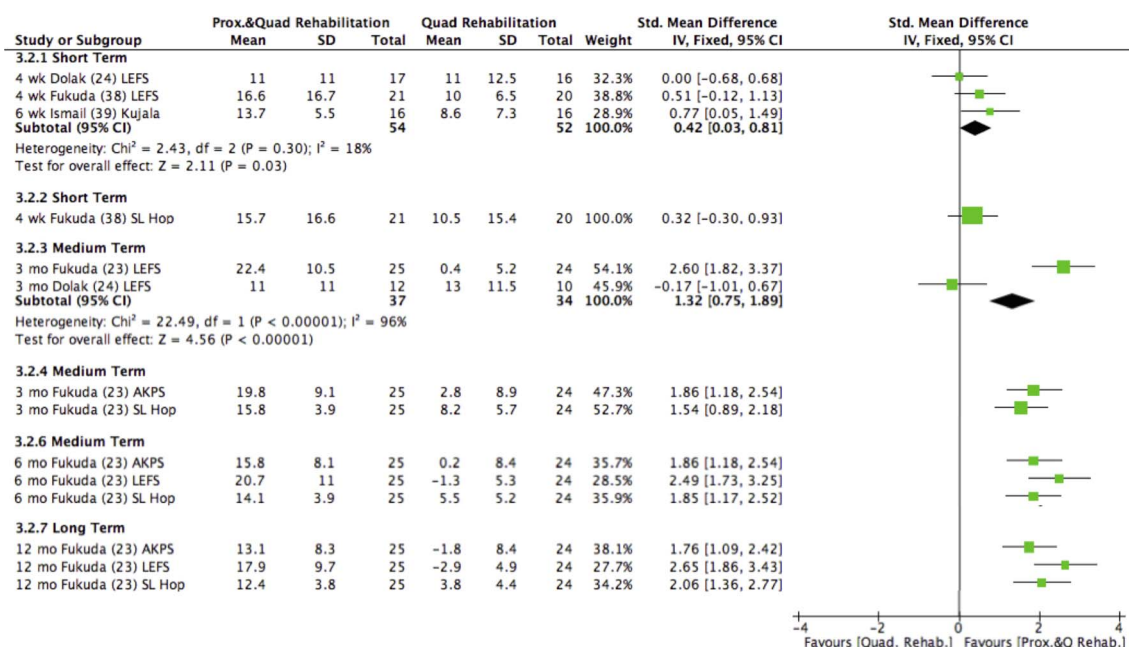 Prox.&Quad Rehabilitation Quad Rehabilitation Std. Mean Difference Std. Mean Difference
Study or Subgroup Mean SD Total Mean SD Total Weight IV, Fixed, 95% CI IV, Fixed, 95% CI
3.2.1 Short Term
4 wk Dolak (24) LEFS 11 11 17 11 12.5 16 32.3% 0.00 [-0.68, 0.68]
4 wk Fukuda (38) LEFS 16.6 16.7 21 10 6.5 20 38.8% 0.51 [-0.12, 1.13]
6 wk Ismail (39) Kujala 13.7 5.5 16 8.6 7.3 16 28.9% 0.77 [0.05, 1.49]
Subtotal (95% CI) 54 52 100.0% 0.42 [0.03, 0.81]
Heterogeneity: Chi² = 2.43, df = 2 (P = 0.30); I² = 18%
Test for overall effect: Z = 2.11 (P = 0.03)
3.2.2 Short Term
4 wk Fukuda (38) SL Hop 15.7 16.6 21 10.5 15.4 20 100.0% 0.32 [-0.30, 0.93]
3.2.3 Medium Term
3 mo Fukuda (23) LEFS 22.4 10.5 25 0.4 5.2 24 54.1% 2.60 [1.82, 3.37]
3 mo Dolak (24) LEFS 11 11 12 13 11.5 10 45.9% -0.17 [-1.01, 0.67]
Subtotal (95% CI) 37 34 100.0% 1.32 [0.75, 1.89]
Heterogeneity: Chi² = 22.49, df = 1 (P < 0.00001); I² = 96%
Test for overall effect: Z = 4.56 (P < 0.00001)
3.2.4 Medium Term
3 mo Fukuda (23) AKPS 19.8 9.1 25 2.8 8.9 24 47.3% 1.86 [1.18, 2.54]
3 mo Fukuda (23) SL Hop 15.8 3.9 25 8.2 5.7 24 52.7% 1.54 [0.89, 2.18]
3.2.6 Medium Term
6 mo Fukuda (23) AKPS 15.8 8.1 25 0.2 8.4 24 35.7% 1.86 [1.18, 2.54]
6 mo Fukuda (23) LEFS 20.7 11 25 -1.3 5.3 24 28.5% 2.49 [1.73, 3.25]
6 mo Fukuda (23) SL Hop 14.1 3.9 25 5.5 5.2 24 35.9% 1.85 [1.17, 2.52]
3.2.7 Long Term
12 mo Fukuda (23) AKPS 13.1 8.3 25 -1.8 8.4 24 38.1% 1.76 [1.09, 2.42]
12 mo Fukuda (23) LEFS 17.9 9.7 25 -2.9 4.9 24 27.7% 2.65 [1.86, 3.43]
12 mo Fukuda (23) SL Hop 12.4 3.8 25 3.8 4.4 24 34.2% 2.06 [1.36, 2.77]
-4 -2 0 2 4
Favours [Quad. Rehab.] Favours [Prox.&Q Rehab.]